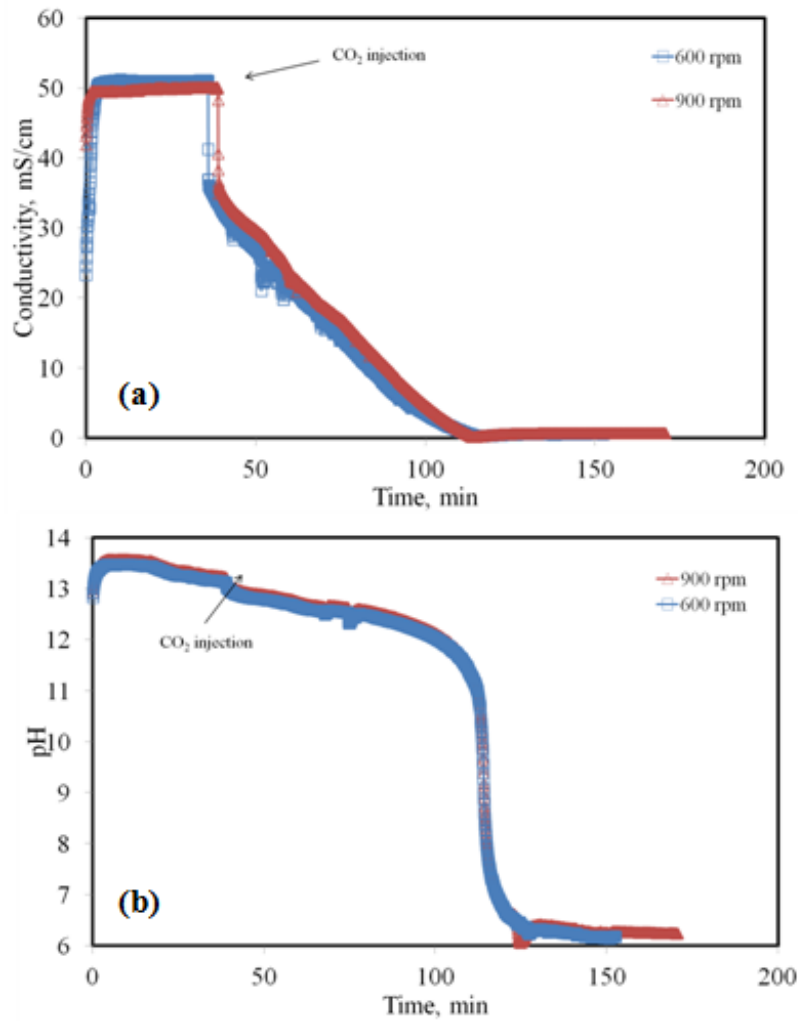 60
50
40
30
20
10
0
Conductivity, mS/cm
CO₂ injection
600 rpm
900 rpm
(a)
0 50 100 150 200
Time, min
14
13
12
11
10
9
8
7
6
pH
CO₂ injection
900 rpm
600 rpm
(b)
0 50 100 150 200
Time, min